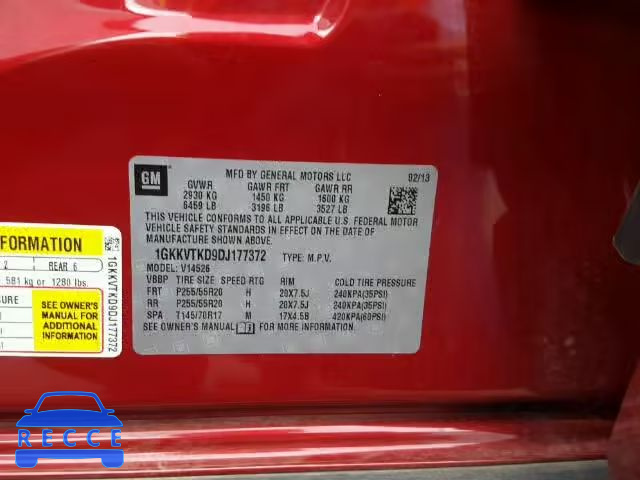 GM
MFD BY GENERAL MOTORS LLC 02/13
GVWR GAWR FRT GAWR RR
2930 KG 1450 KG 1600 KG
6459 LB 3196 LB 3527 LB
THIS VEHICLE CONFORMS TO ALL APPLICABLE U.S. FEDERAL MOTOR
VEHICLE SAFETY STANDARDS IN EFFECT ON THE DATE OF
MANUFACTURE SHOWN ABOVE.
1GKKVTKD9DJ177372 TYPE: M.P.V.
MODEL: V14526
VBBP TIRE SIZE SPEED RTG RIM COLD TIRE PRESSURE
FRT P255/55R20 H 20X7.5J 240KPA(35PSI)
RR P255/55R20 H 20X7.5J 240KPA(35PSI)
SPA T145/70R17 M 17X4.5B 420KPA(60PSI)
SEE OWNER'S MANUAL FOR MORE INFORMATION
FORMATION
2 REAR 6
581 kg or 1280 lbs.
SURE
SEE OWNER'S
MANUAL FOR
ADDITIONAL
INFORMATION
1GKKVTKD9DJ177372
RECCE